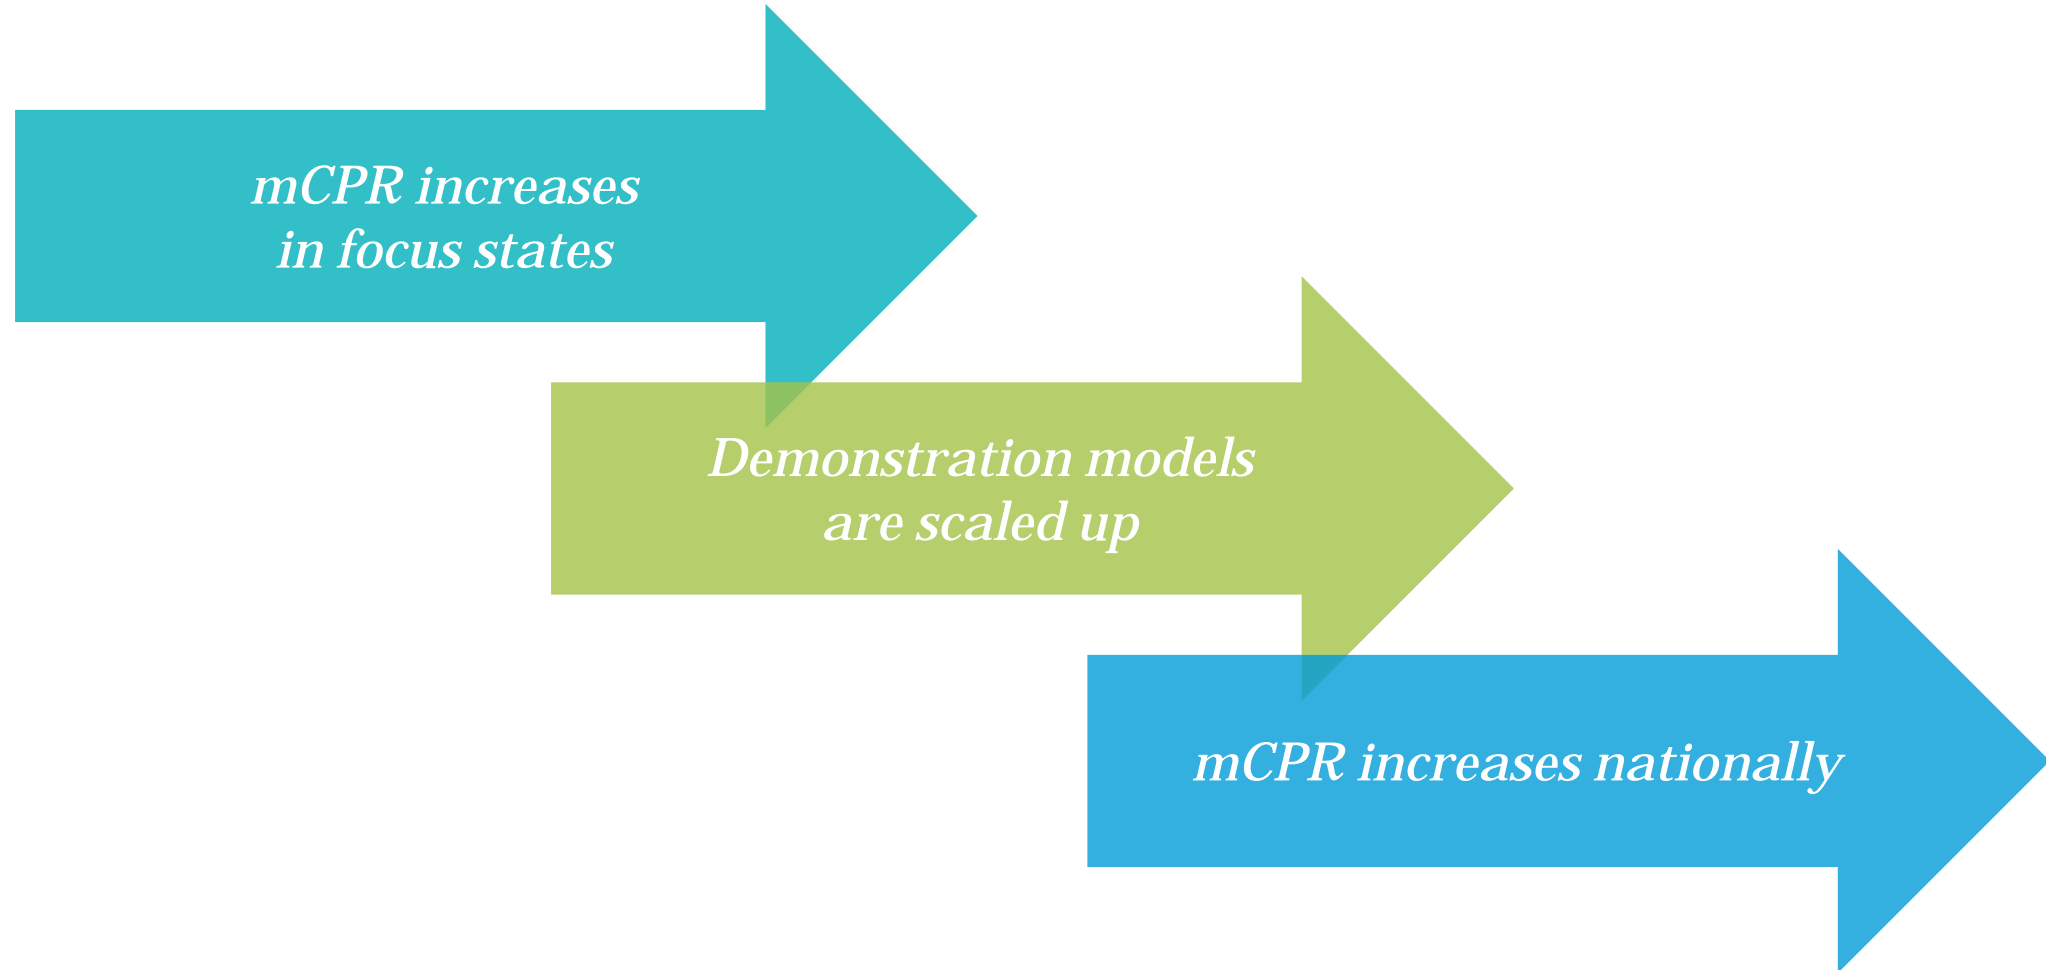 mCPR increases
in focus states
Demonstration models
are scaled up
mCPR increases nationally